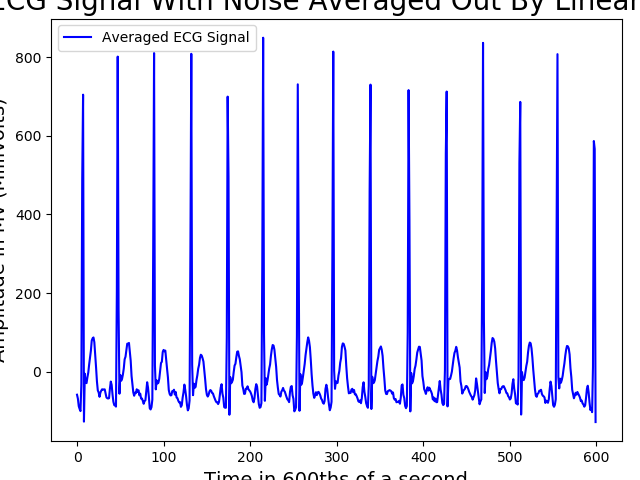 ECG Signal With Noise Averaged Out By Linear
Averaged ECG Signal
Amplitude in MV (Millivolts)
800
600
400
200
0
0 100 200 300 400 500 600
Time in 600ths of a second